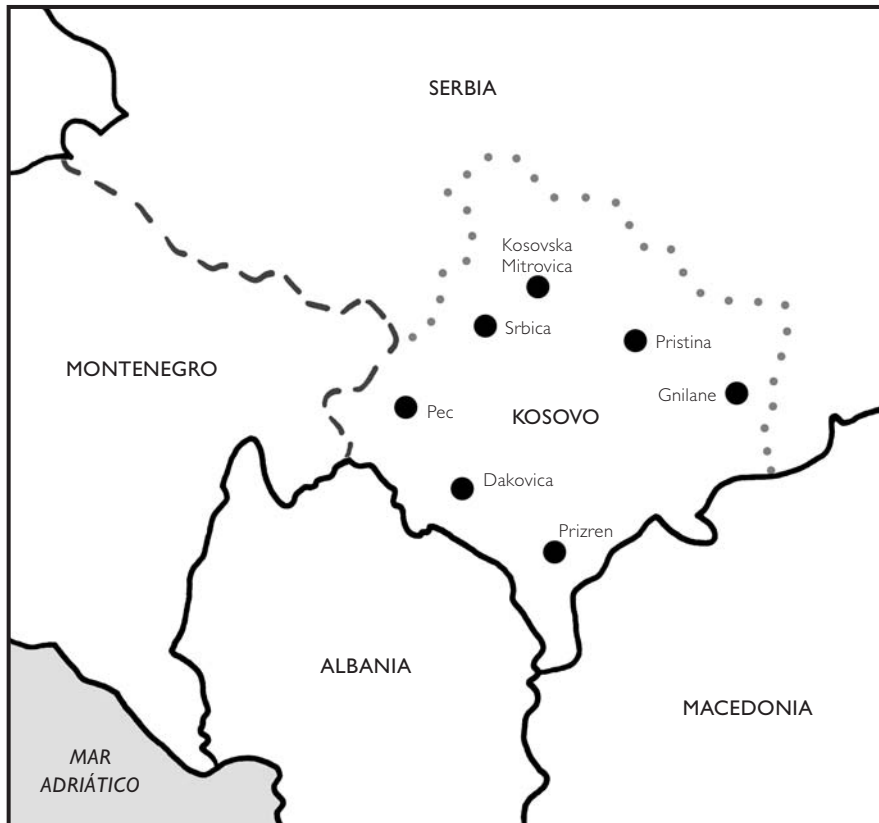 SERBIA
Kosovska
Mitrovica
Srbica
Pristina
MONTENEGRO
Gnilane
Pec
KOSOVO
Dakovica
Prizren
ALBANIA
MACEDONIA
MAR
ADRIÁTICO